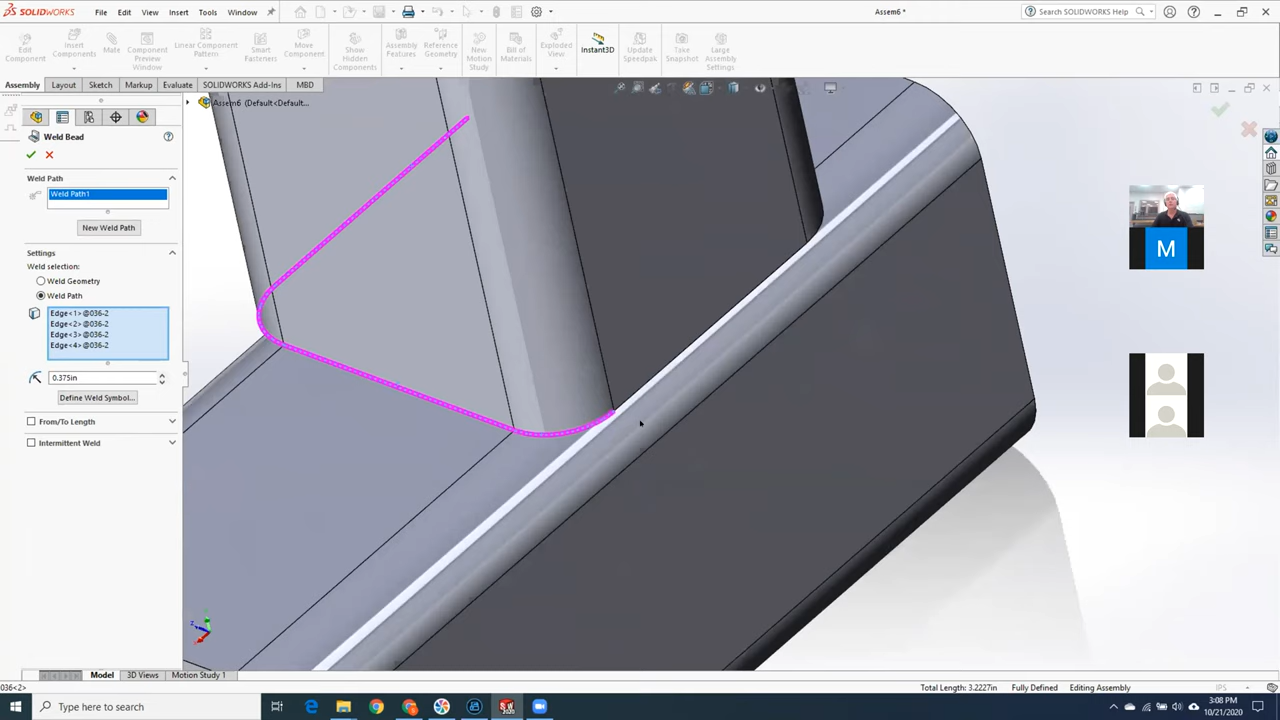 SOLIDWORKS
File Edit View Insert Tools Window
Assem6 *
Search SOLIDWORKS Help
Edit Component
Insert Components
Mate
Component Preview Window
Linear Component Pattern
Smart Fasteners
Move Component
Show Hidden Components
Assembly Features
Reference Geometry
New Motion Study
Bill of Materials
Exploded View
Instant3D
Update Speedpak
Take Snapshot
Large Assembly Settings
Assembly Layout Sketch Markup Evaluate SOLIDWORKS Add-Ins MBD
Assem6 (Default<Default...
Weld Bead
Weld Path
Weld Path1
New Weld Path
Settings
Weld selection:
Weld Geometry
Weld Path
Edge<1> @036-2
Edge<2> @036-2
Edge<3> @036-2
Edge<4> @036-2
0.375in
Define Weld Symbol...
From/To Length
Intermittent Weld
M
Model 3D Views Motion Study 1
036<2>
Total Length: 3.2227in Fully Defined Editing Assembly IPS
Type here to search
3:08 PM
10/21/2020